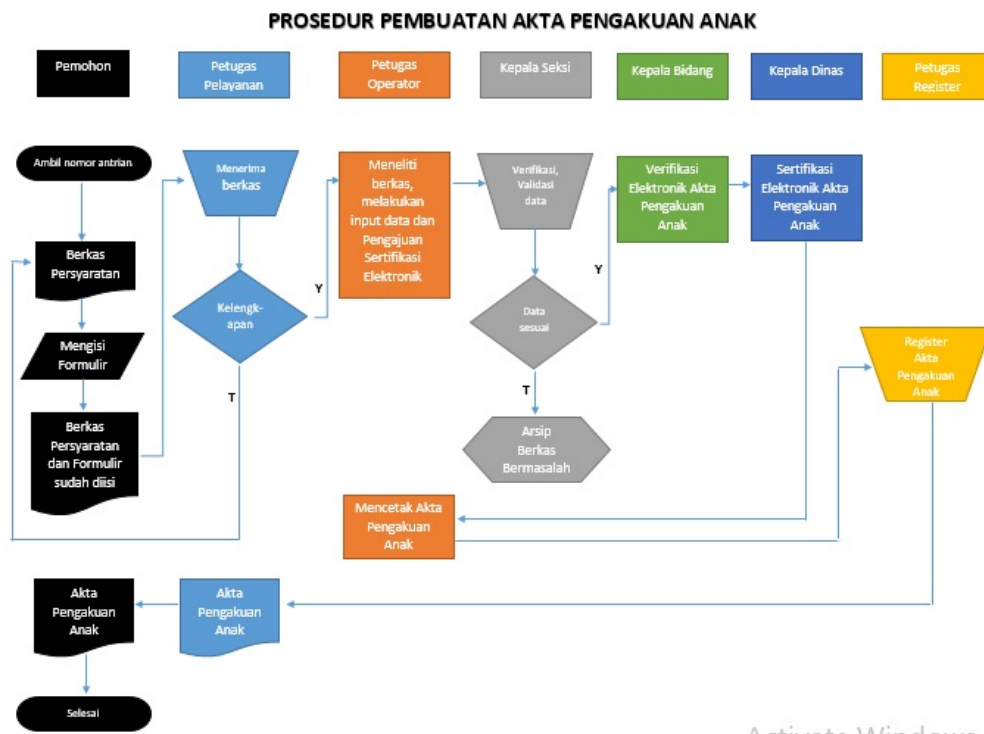 PROSEDUR PEMBUATAN AKTA PENGAKUAN ANAK
Pemohon
Petugas
Pelayanan
Petugas
Operator
Kepala Seksi
Kepala Bidang
Kepala Dinas
Petugas
Register
Ambil nomor antrian
Menerima
berkas
Meneliti
berkas,
melakukan
input data dan
Pengajuan
Sertifikasi
Elektronik
Verifikasi,
Validasi
data
Verifikasi
Elektronik Akta
Pengakuan
Anak
Sertifikasi
Elektronik Akta
Pengakuan
Anak
Berkas
Persyaratan
Kelengk-
apan
Y
Data
sesuai
Y
Mengisi
Formulir
Register
Akta
Pengakuan
Anak
T
T
Berkas
Persyaratan
dan Formulir
sudah diisi
Arsip
Berkas
Bermasalah
Mencetak Akta
Pengakuan
Anak
Akta
Pengakuan
Anak
Akta
Pengakuan
Anak
Selesai
Activate Windows